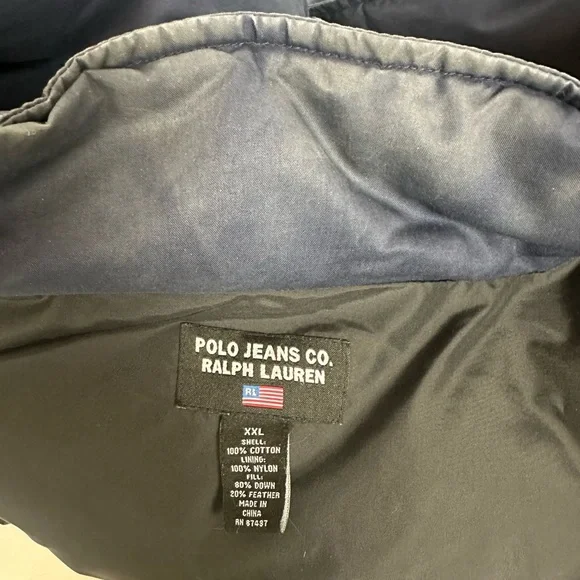 POLO JEANS CO.
RALPH LAUREN
RL
XXL
SHELL:
100% COTTON
LINING:
100% NYLON
FILL:
80% DOWN
20% FEATHER
MADE IN
CHINA
RN 67487